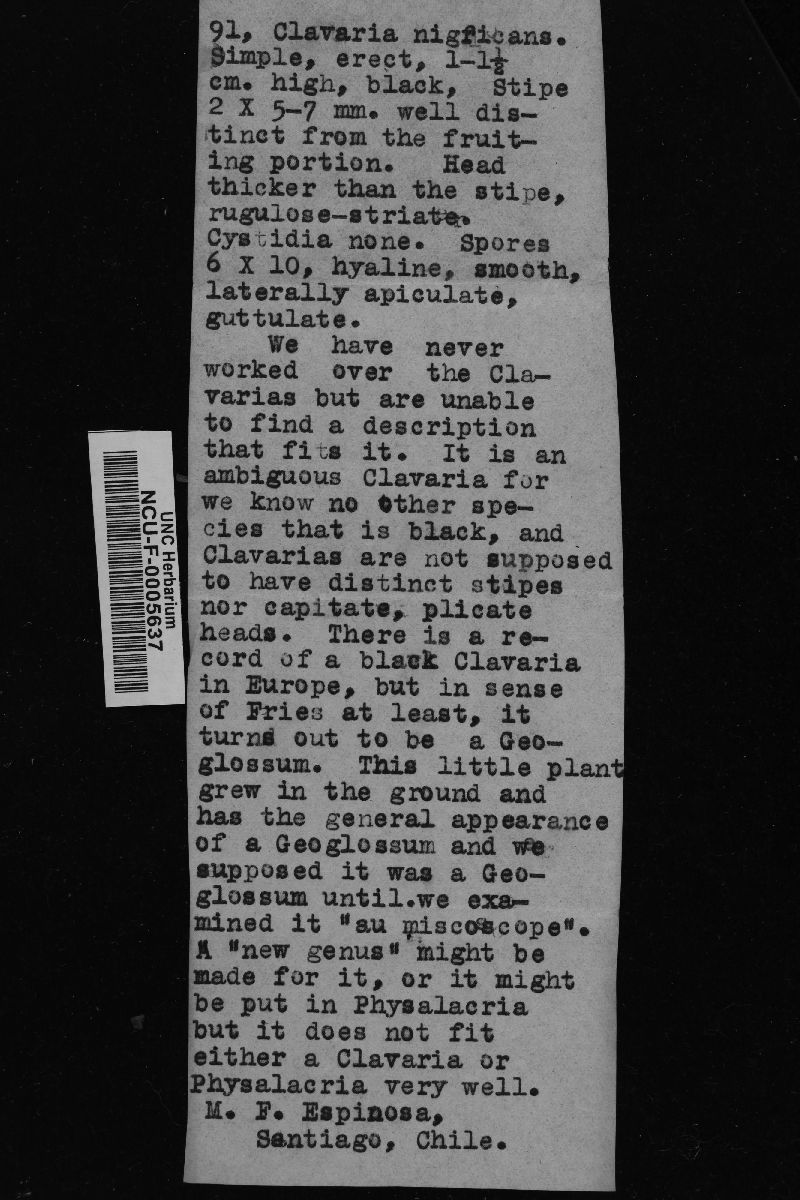 91, Clavaria nigricans.
Simple, erect, 1-1½
cm. high, black, Stipe
2 X 5-7 mm. well dis-
tinct from the fruit-
ing portion. Head
thicker than the stipe,
rugulose-striate.
Cystidia none. Spores
6 X 10, hyaline, smooth,
laterally apiculate,
guttulate.
We have never
worked over the Cla-
varias but are unable
to find a description
that fits it. It is an
ambiguous Clavaria for
we know no other spe-
cies that is black, and
Clavarias are not supposed
to have distinct stipes
nor capitate, plicate
heads. There is a re-
cord of a black Clavaria
in Europe, but in sense
of Fries at least, it
turns out to be a Geo-
glossum. This little plant
grew in the ground and
has the general appearance
of a Geoglossum and we
supposed it was a Geo-
glossum until.we exa-
mined it "au miscoscope".
A "new genus" might be
made for it, or it might
be put in Physalacria
but it does not fit
either a Clavaria or
Physalacria very well.
M. F. Espinosa,
Santiago, Chile.
UNC Herbarium
NCU-F-0005637